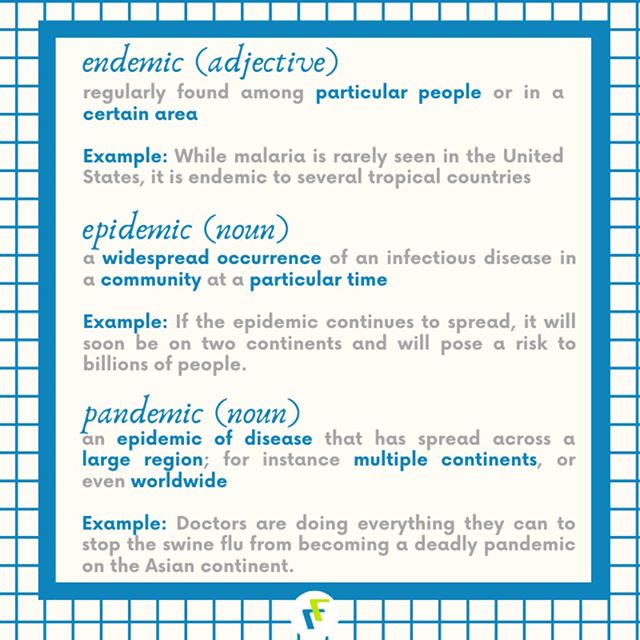 endemic (adjective)
regularly found among particular people or in a
certain area
Example: While malaria is rarely seen in the United
States, it is endemic to several tropical countries
epidemic (noun)
a widespread occurrence of an infectious disease in
a community at a particular time
Example: If the epidemic continues to spread, it will
soon be on two continents and will pose a risk to
billions of people.
pandemic (noun)
an epidemic of disease that has spread across a
large region; for instance multiple continents, or
even worldwide
Example: Doctors are doing everything they can to
stop the swine flu from becoming a deadly pandemic
on the Asian continent.